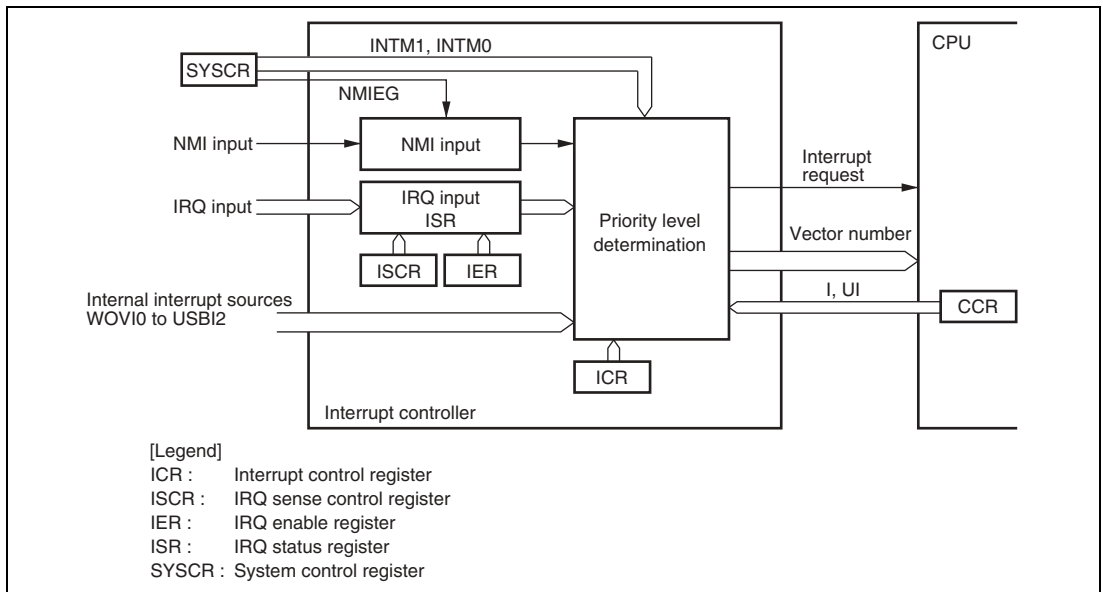 INTM1, INTM0
CPU
SYSCR
NMIEG
NMI input
NMI input
IRQ input
IRQ input
ISR
ISCR
IER
Priority level
determination
Interrupt
request
Vector number
I, UI
CCR
Internal interrupt sources
WOVI0 to USBI2
ICR
Interrupt controller
[Legend]
ICR : Interrupt control register
ISCR : IRQ sense control register
IER : IRQ enable register
ISR : IRQ status register
SYSCR : System control register